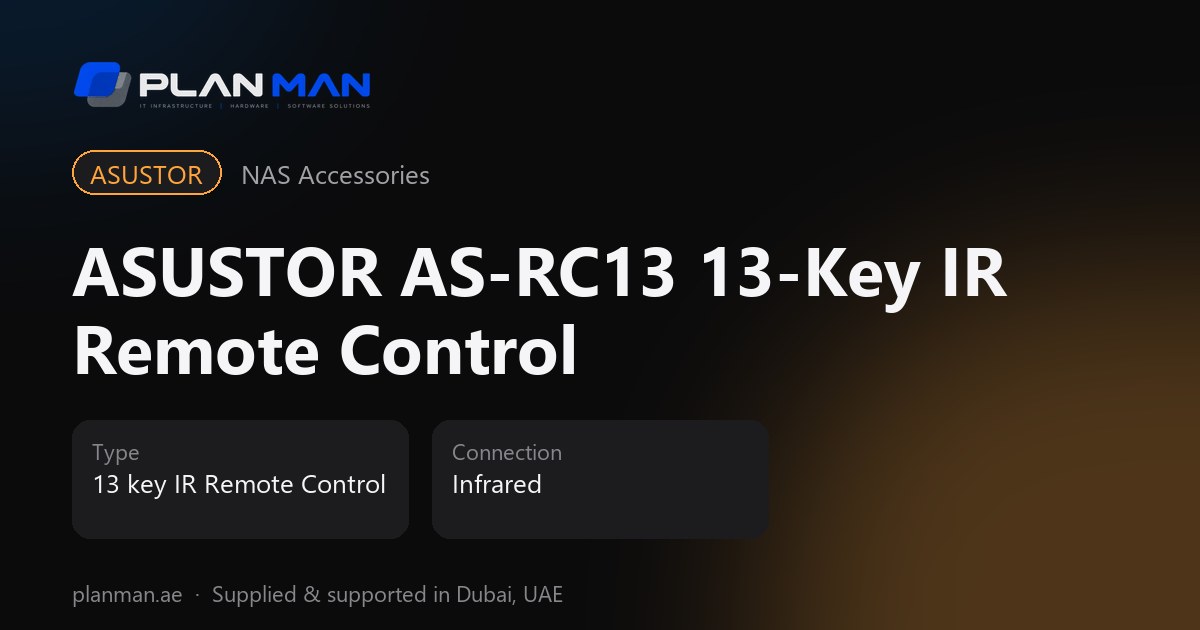 PLAN MAN
IT INFRASTRUCTURE | HARDWARE | SOFTWARE SOLUTIONS
ASUSTOR NAS Accessories
ASUSTOR AS-RC13 13-Key IR
Remote Control
Type
13 key IR Remote Control
Connection
Infrared
planman.ae · Supplied & supported in Dubai, UAE